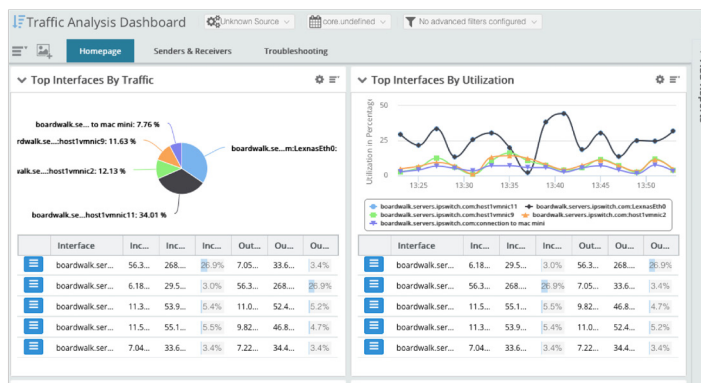 Traffic Analysis Dashboard
Unknown Source
core.undefined
No advanced filters configured
Homepage
Senders & Receivers
Troubleshooting
Top Interfaces By Traffic
boardwalk.se... to mac mini: 7.76 %
rdwalk.se...:host1vmnic9: 11.63 %
alk.se...:host1vmnic2: 12.13 %
boardwalk.se...host1vmnic11: 34.01 %
boardwalk.se...m:LexnasEth0:
Interface Inc... Inc... Inc... Out... Ou... Ou...
boardwalk.ser... 56.3... 268.... 26.9% 7.05... 33.6... 3.4%
boardwalk.ser... 6.18... 29.5... 3.0% 56.3... 268.... 26.9%
boardwalk.ser... 11.3... 53.9... 5.4% 11.0... 52.4... 5.2%
boardwalk.ser... 11.5... 55.1... 5.5% 9.82... 46.8... 4.7%
boardwalk.ser... 7.04... 33.6... 3.4% 7.22... 34.4... 3.4%
Top Interfaces By Utilization
Utilization in Percentage
50
25
0
13:25 13:30 13:35 13:40 13:45 13:50
boardwalk.servers.ipswitch.com:host1vmnic11 boardwalk.servers.ipswitch.com:LexnasEth0
boardwalk.servers.ipswitch.com:host1vmnic9 boardwalk.servers.ipswitch.com:host1vmnic2
boardwalk.servers.ipswitch.com:connection to mac mini
Interface Inc... Inc... Inc... Out... Ou... Ou...
boardwalk.ser... 6.18... 29.5... 3.0% 56.3... 268.... 26.9%
boardwalk.ser... 56.3... 268.... 26.9% 7.05... 33.6... 3.4%
boardwalk.ser... 11.5... 55.1... 5.5% 9.82... 46.8... 4.7%
boardwalk.ser... 11.3... 53.9... 5.4% 11.0... 52.4... 5.2%
boardwalk.ser... 7.04... 33.6... 3.4% 7.22... 34.4... 3.4%